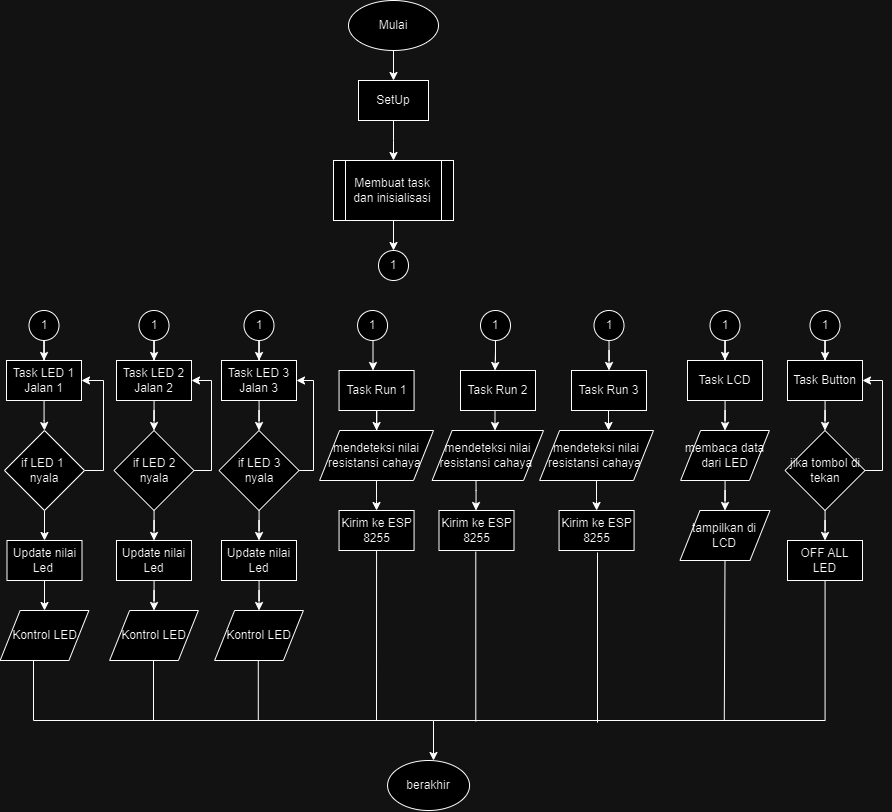 Mulai
SetUp
Membuat task
dan inisialisasi
1
1
1
1
1
1
1
1
1
Task LED 1
Jalan 1
Task LED 2
Jalan 2
Task LED 3
Jalan 3
Task Run 1
Task Run 2
Task Run 3
Task LCD
Task Button
if LED 1
nyala
if LED 2
nyala
if LED 3
nyala
mendeteksi nilai
resistansi cahaya
mendeteksi nilai
resistansi cahaya
mendeteksi nilai
resistansi cahaya
membaca data
dari LED
jika tombol di
tekan
Update nilai
Led
Update nilai
Led
Update nilai
Led
Kirim ke ESP
8255
Kirim ke ESP
8255
Kirim ke ESP
8255
tampilkan di
LCD
OFF ALL
LED
Kontrol LED
Kontrol LED
Kontrol LED
berakhir